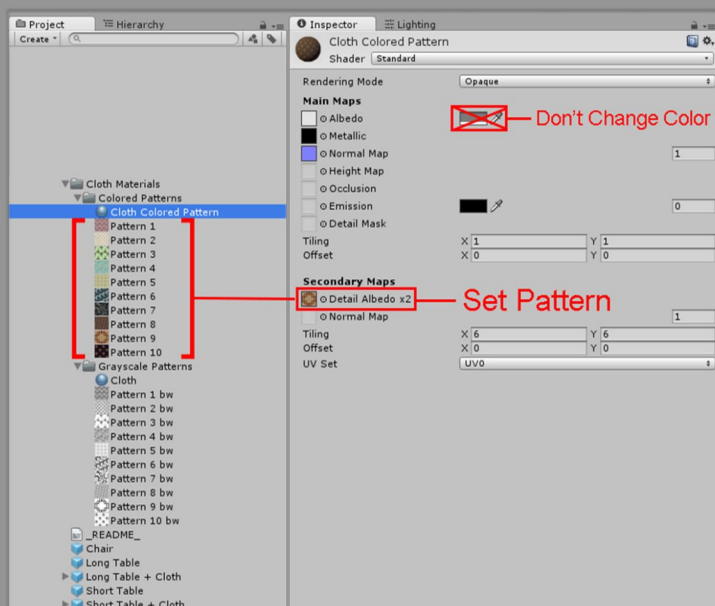 Project
Hierarchy
Create
Cloth Materials
Colored Patterns
Cloth Colored Pattern
Pattern 1
Pattern 2
Pattern 3
Pattern 4
Pattern 5
Pattern 6
Pattern 7
Pattern 8
Pattern 9
Pattern 10
Grayscale Patterns
Cloth
Pattern 1 bw
Pattern 2 bw
Pattern 3 bw
Pattern 4 bw
Pattern 5 bw
Pattern 6 bw
Pattern 7 bw
Pattern 8 bw
Pattern 9 bw
Pattern 10 bw
_README_
Chair
Long Table
Long Table + Cloth
Short Table
Short Table + Cloth
Inspector
Lighting
Cloth Colored Pattern
Shader Standard
Rendering Mode Opaque
Main Maps
Albedo
Don't Change Color
Metallic
Normal Map 1
Height Map
Occlusion
Emission 0
Detail Mask
Tiling X 1 Y 1
Offset X 0 Y 0
Secondary Maps
Detail Albedo x2
Set Pattern
Normal Map 1
Tiling X 6 Y 6
Offset X 0 Y 0
UV Set UV0